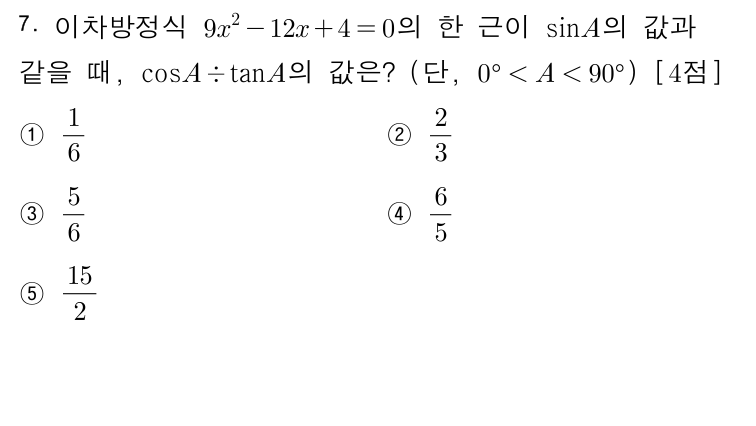 7. 이차방정식 9x² − 12x + 4 = 0의 한 근이 sinA의 값과
같을 때, cosA ÷ tanA의 값은? (단, 0° < A < 90°) [4점]
① 1/6 ② 2/3
③ 5/6 ④ 6/5
⑤ 15/2